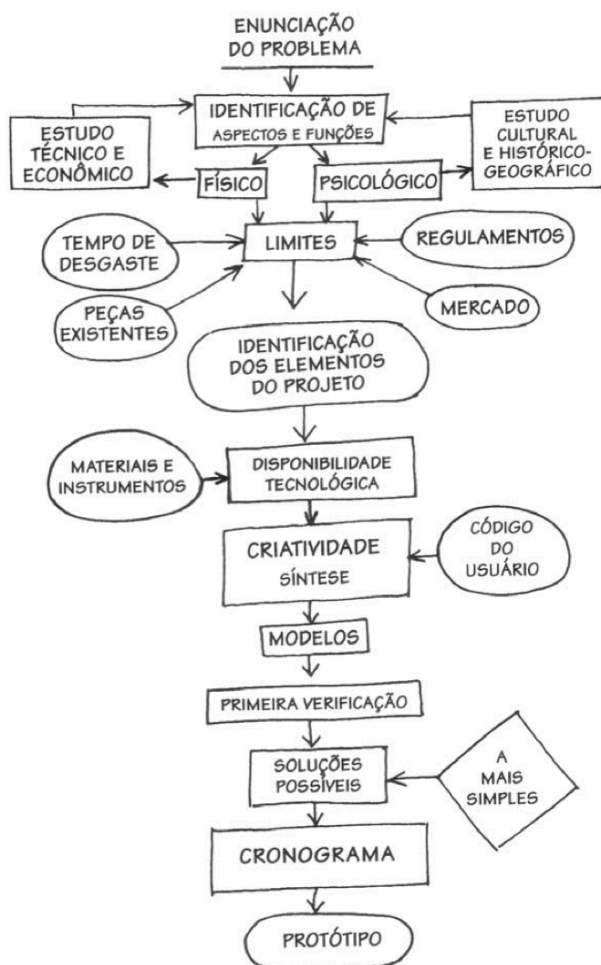 ENUNCIAÇÃO
DO PROBLEMA
IDENTIFICAÇÃO DE
ASPECTOS E FUNÇÕES
ESTUDO
TÉCNICO E
ECONÔMICO
ESTUDO
CULTURAL
E HISTÓRICO-
GEOGRÁFICO
FÍSICO
PSICOLÓGICO
TEMPO DE
DESGASTE
LIMITES
REGULAMENTOS
PEÇAS
EXISTENTES
MERCADO
IDENTIFICAÇÃO
DOS ELEMENTOS
DO PROJETO
MATERIAIS E
INSTRUMENTOS
DISPONIBILIDADE
TECNOLÓGICA
CRIATIVIDADE
SÍNTESE
CÓDIGO
DO
USUÁRIO
MODELOS
PRIMEIRA VERIFICAÇÃO
SOLUÇÕES
POSSÍVEIS
A
MAIS
SIMPLES
CRONOGRAMA
PROTÓTIPO